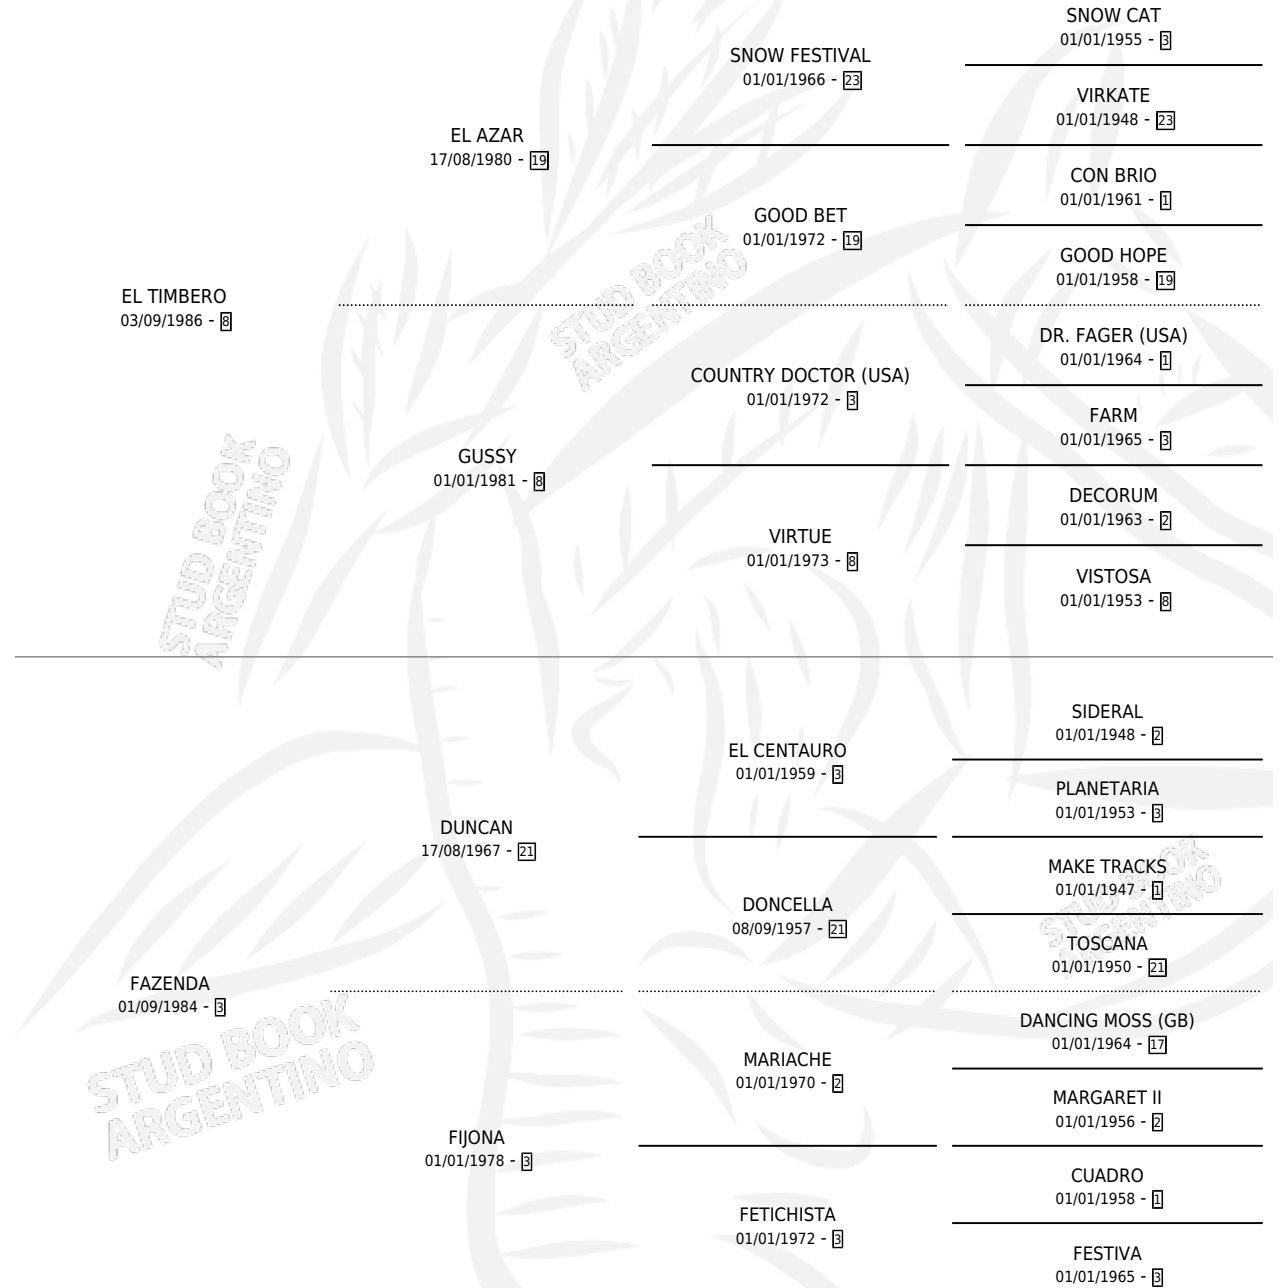 SNOW CAT
01/01/1955 - 3
SNOW FESTIVAL
01/01/1966 - 23
VIRKATE
01/01/1948 - 23
EL AZAR
17/08/1980 - 19
CON BRIO
01/01/1961 - 1
GOOD BET
01/01/1972 - 19
GOOD HOPE
01/01/1958 - 19
EL TIMBERO
03/09/1986 - 8
STUD BOOK
ARGENTINO
DR. FAGER (USA)
01/01/1964 - 1
COUNTRY DOCTOR (USA)
01/01/1972 - 3
FARM
01/01/1965 - 3
GUSSY
01/01/1981 - 8
DECORUM
01/01/1963 - 2
VIRTUE
01/01/1973 - 8
VISTOSA
01/01/1953 - 8
STUD BOOK
ARGENTINO
SIDERAL
01/01/1948 - 2
EL CENTAURO
01/01/1959 - 3
PLANETARIA
01/01/1953 - 3
DUNCAN
17/08/1967 - 21
MAKE TRACKS
01/01/1947 - 1
DONCELLA
08/09/1957 - 21
STUD BOOK
ARGENTINO
TOSCANA
01/01/1950 - 21
FAZENDA
01/09/1984 - 3
DANCING MOSS (GB)
01/01/1964 - 17
STUD BOOK
ARGENTINO
MARIACHE
01/01/1970 - 2
MARGARET II
01/01/1956 - 2
FIJONA
01/01/1978 - 3
CUADRO
01/01/1958 - 1
FETICHISTA
01/01/1972 - 3
FESTIVA
01/01/1965 - 3